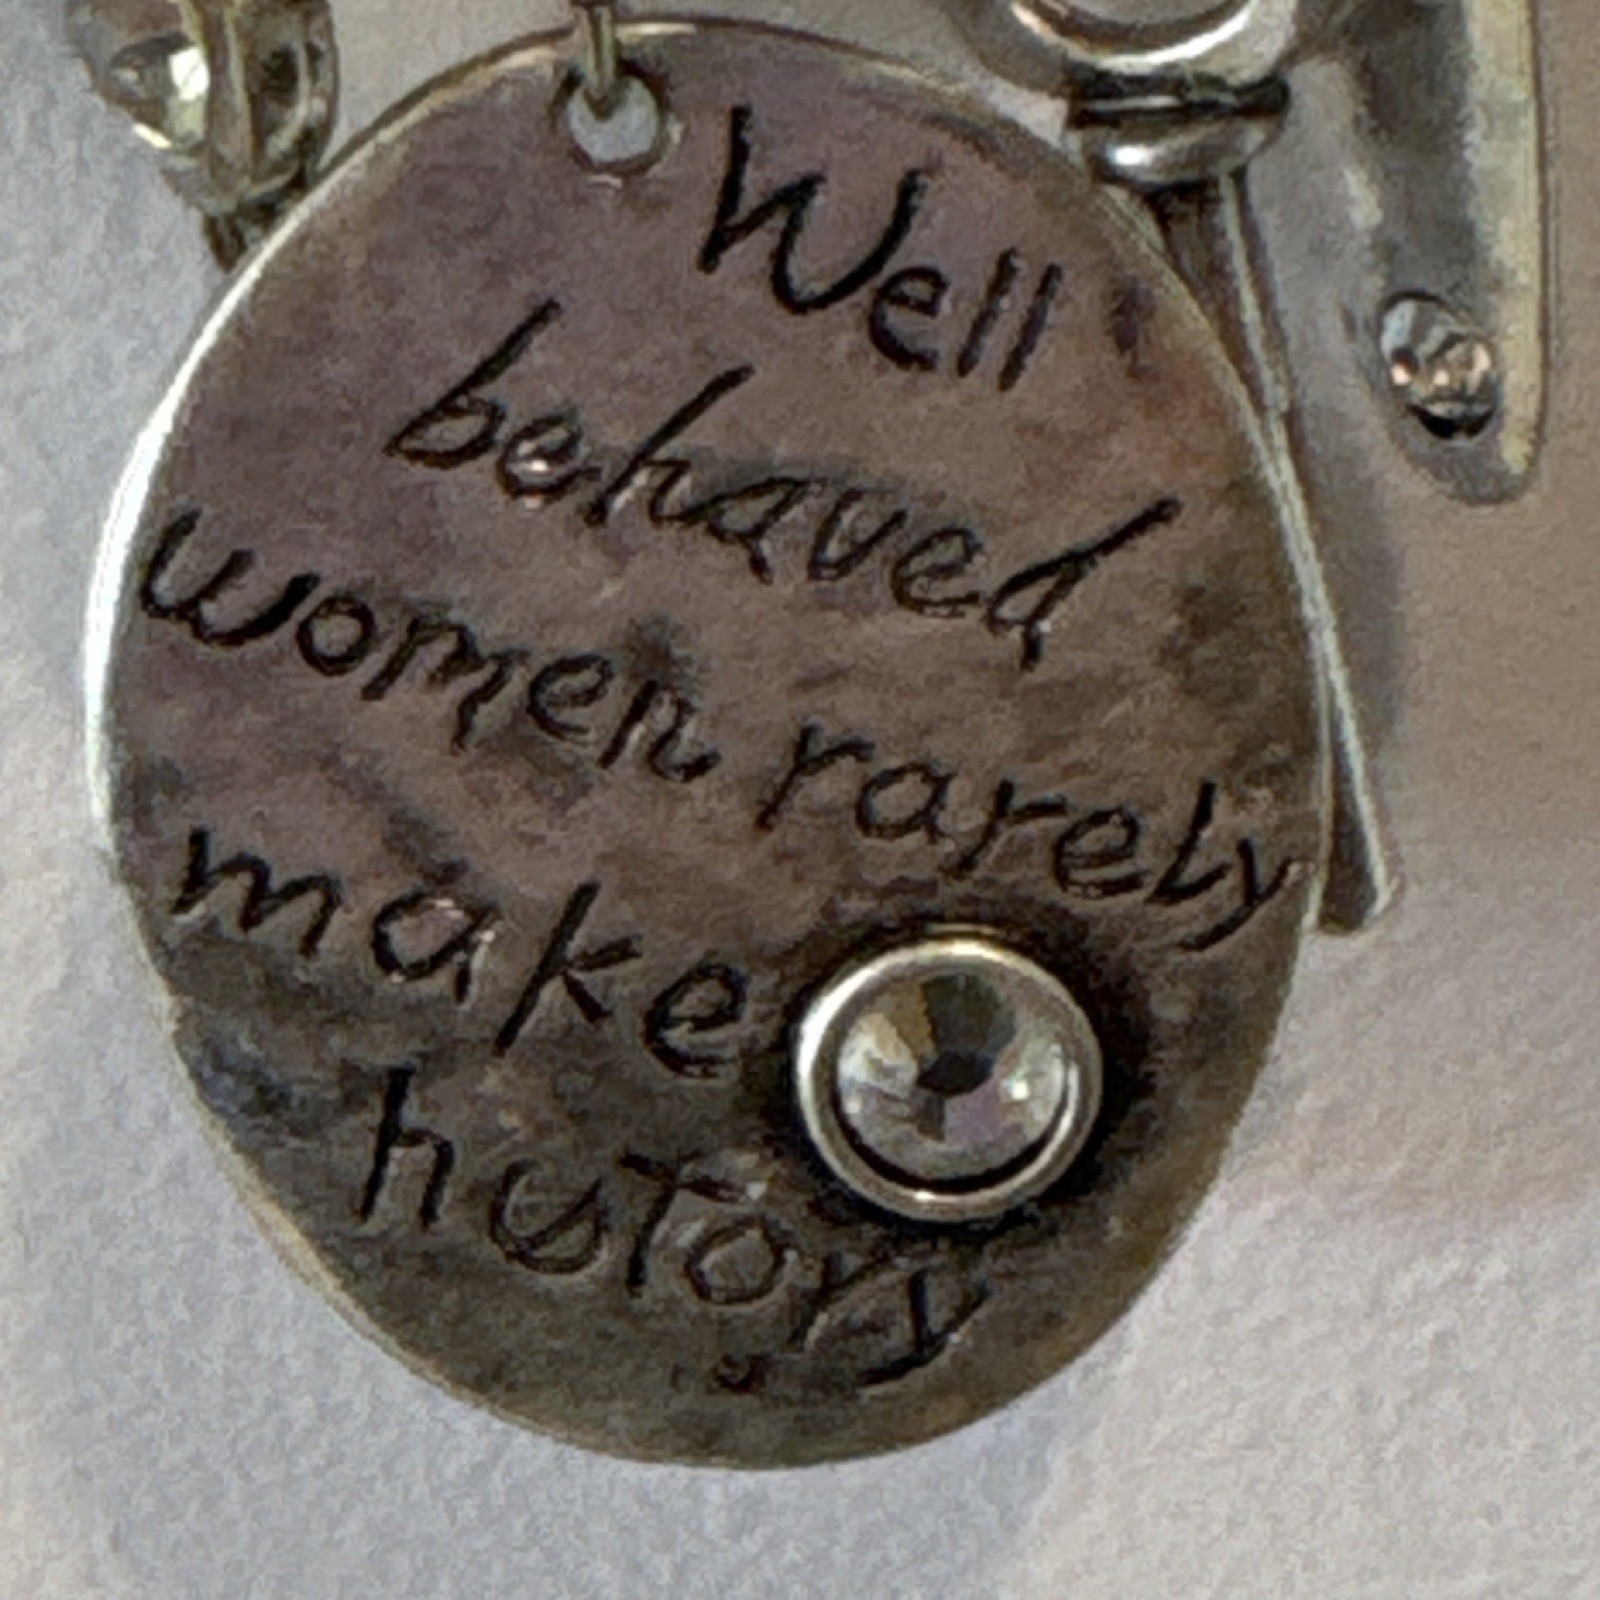 Well
behaved
women rarely
make
history